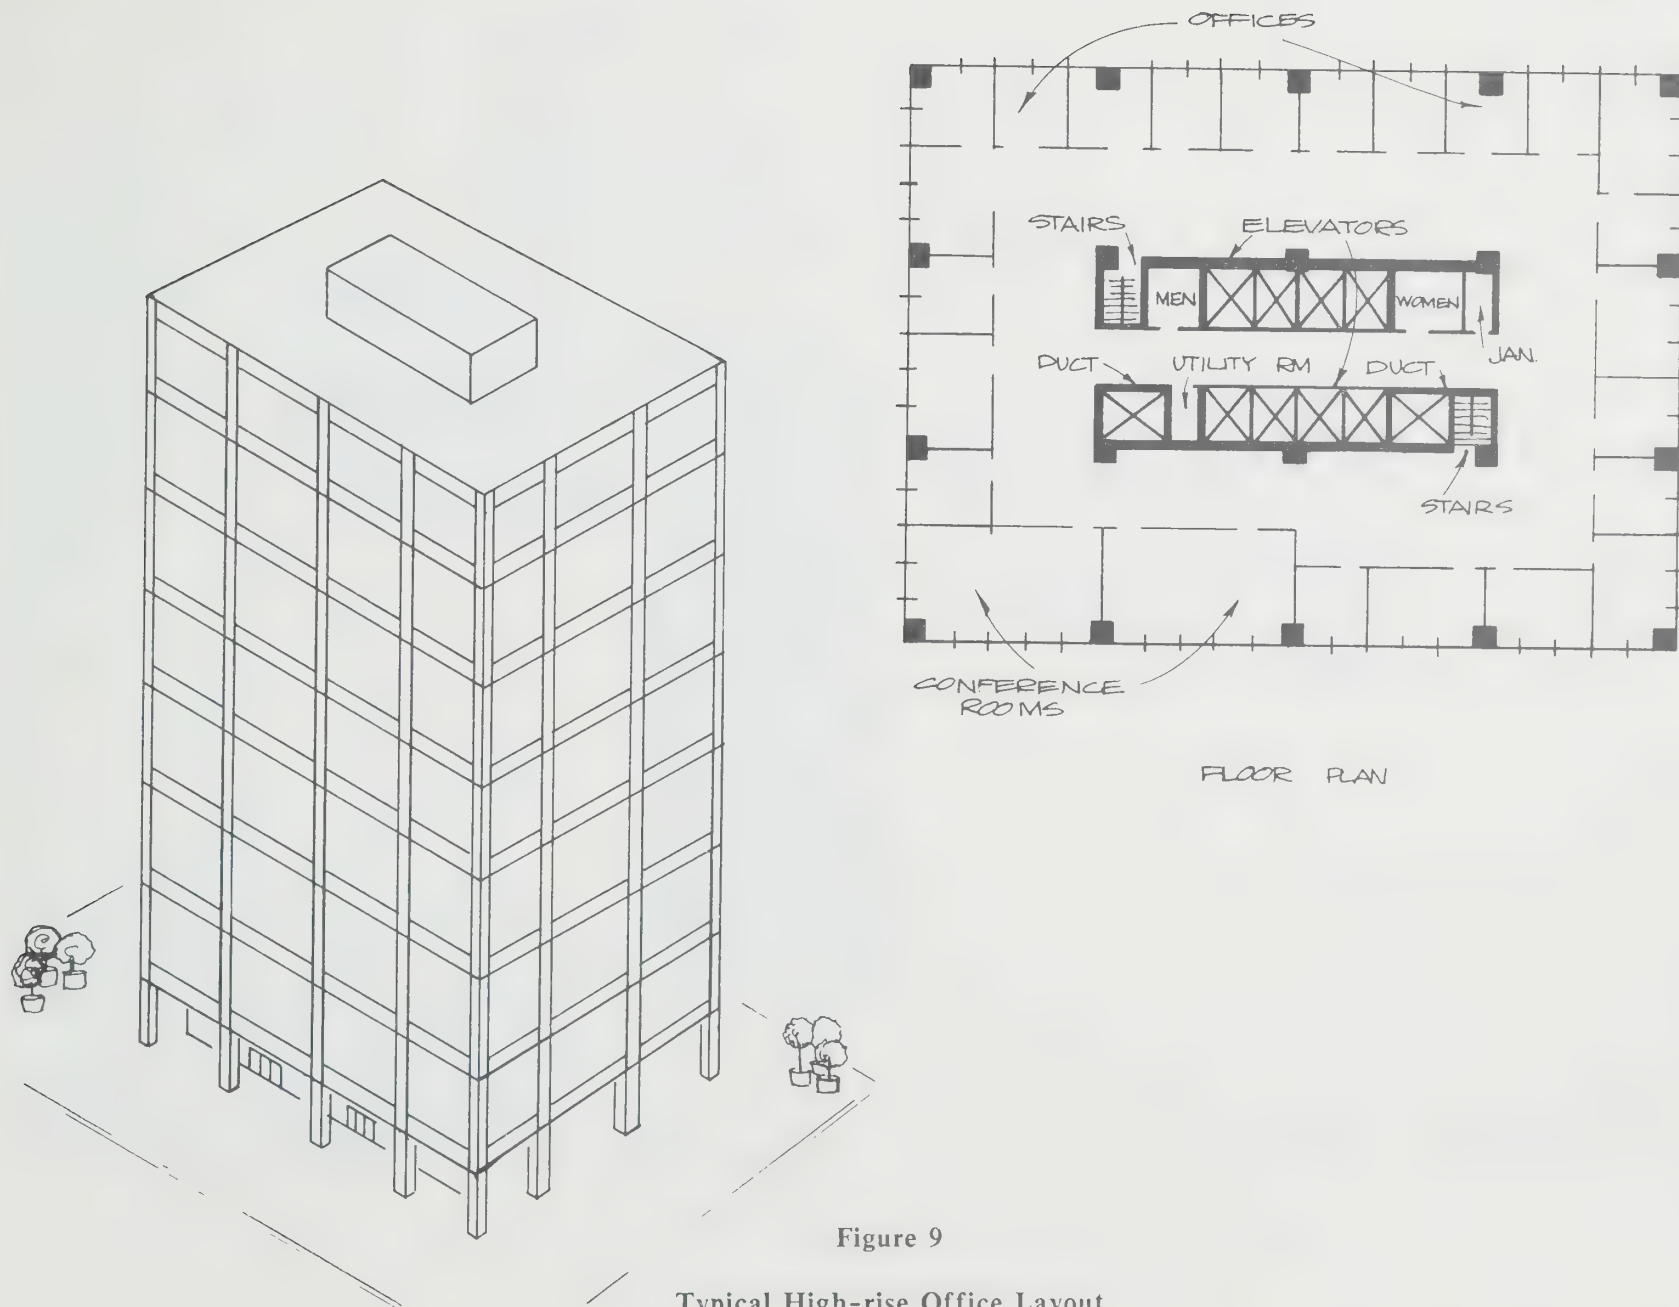 OFFICES
STAIRS
ELEVATORS
MEN
WOMEN
JAN.
DUCT
UTILITY RM
DUCT
STAIRS
CONFERENCE
ROOMS
FLOOR PLAN
Figure 9
Typical High-rise Office Layout